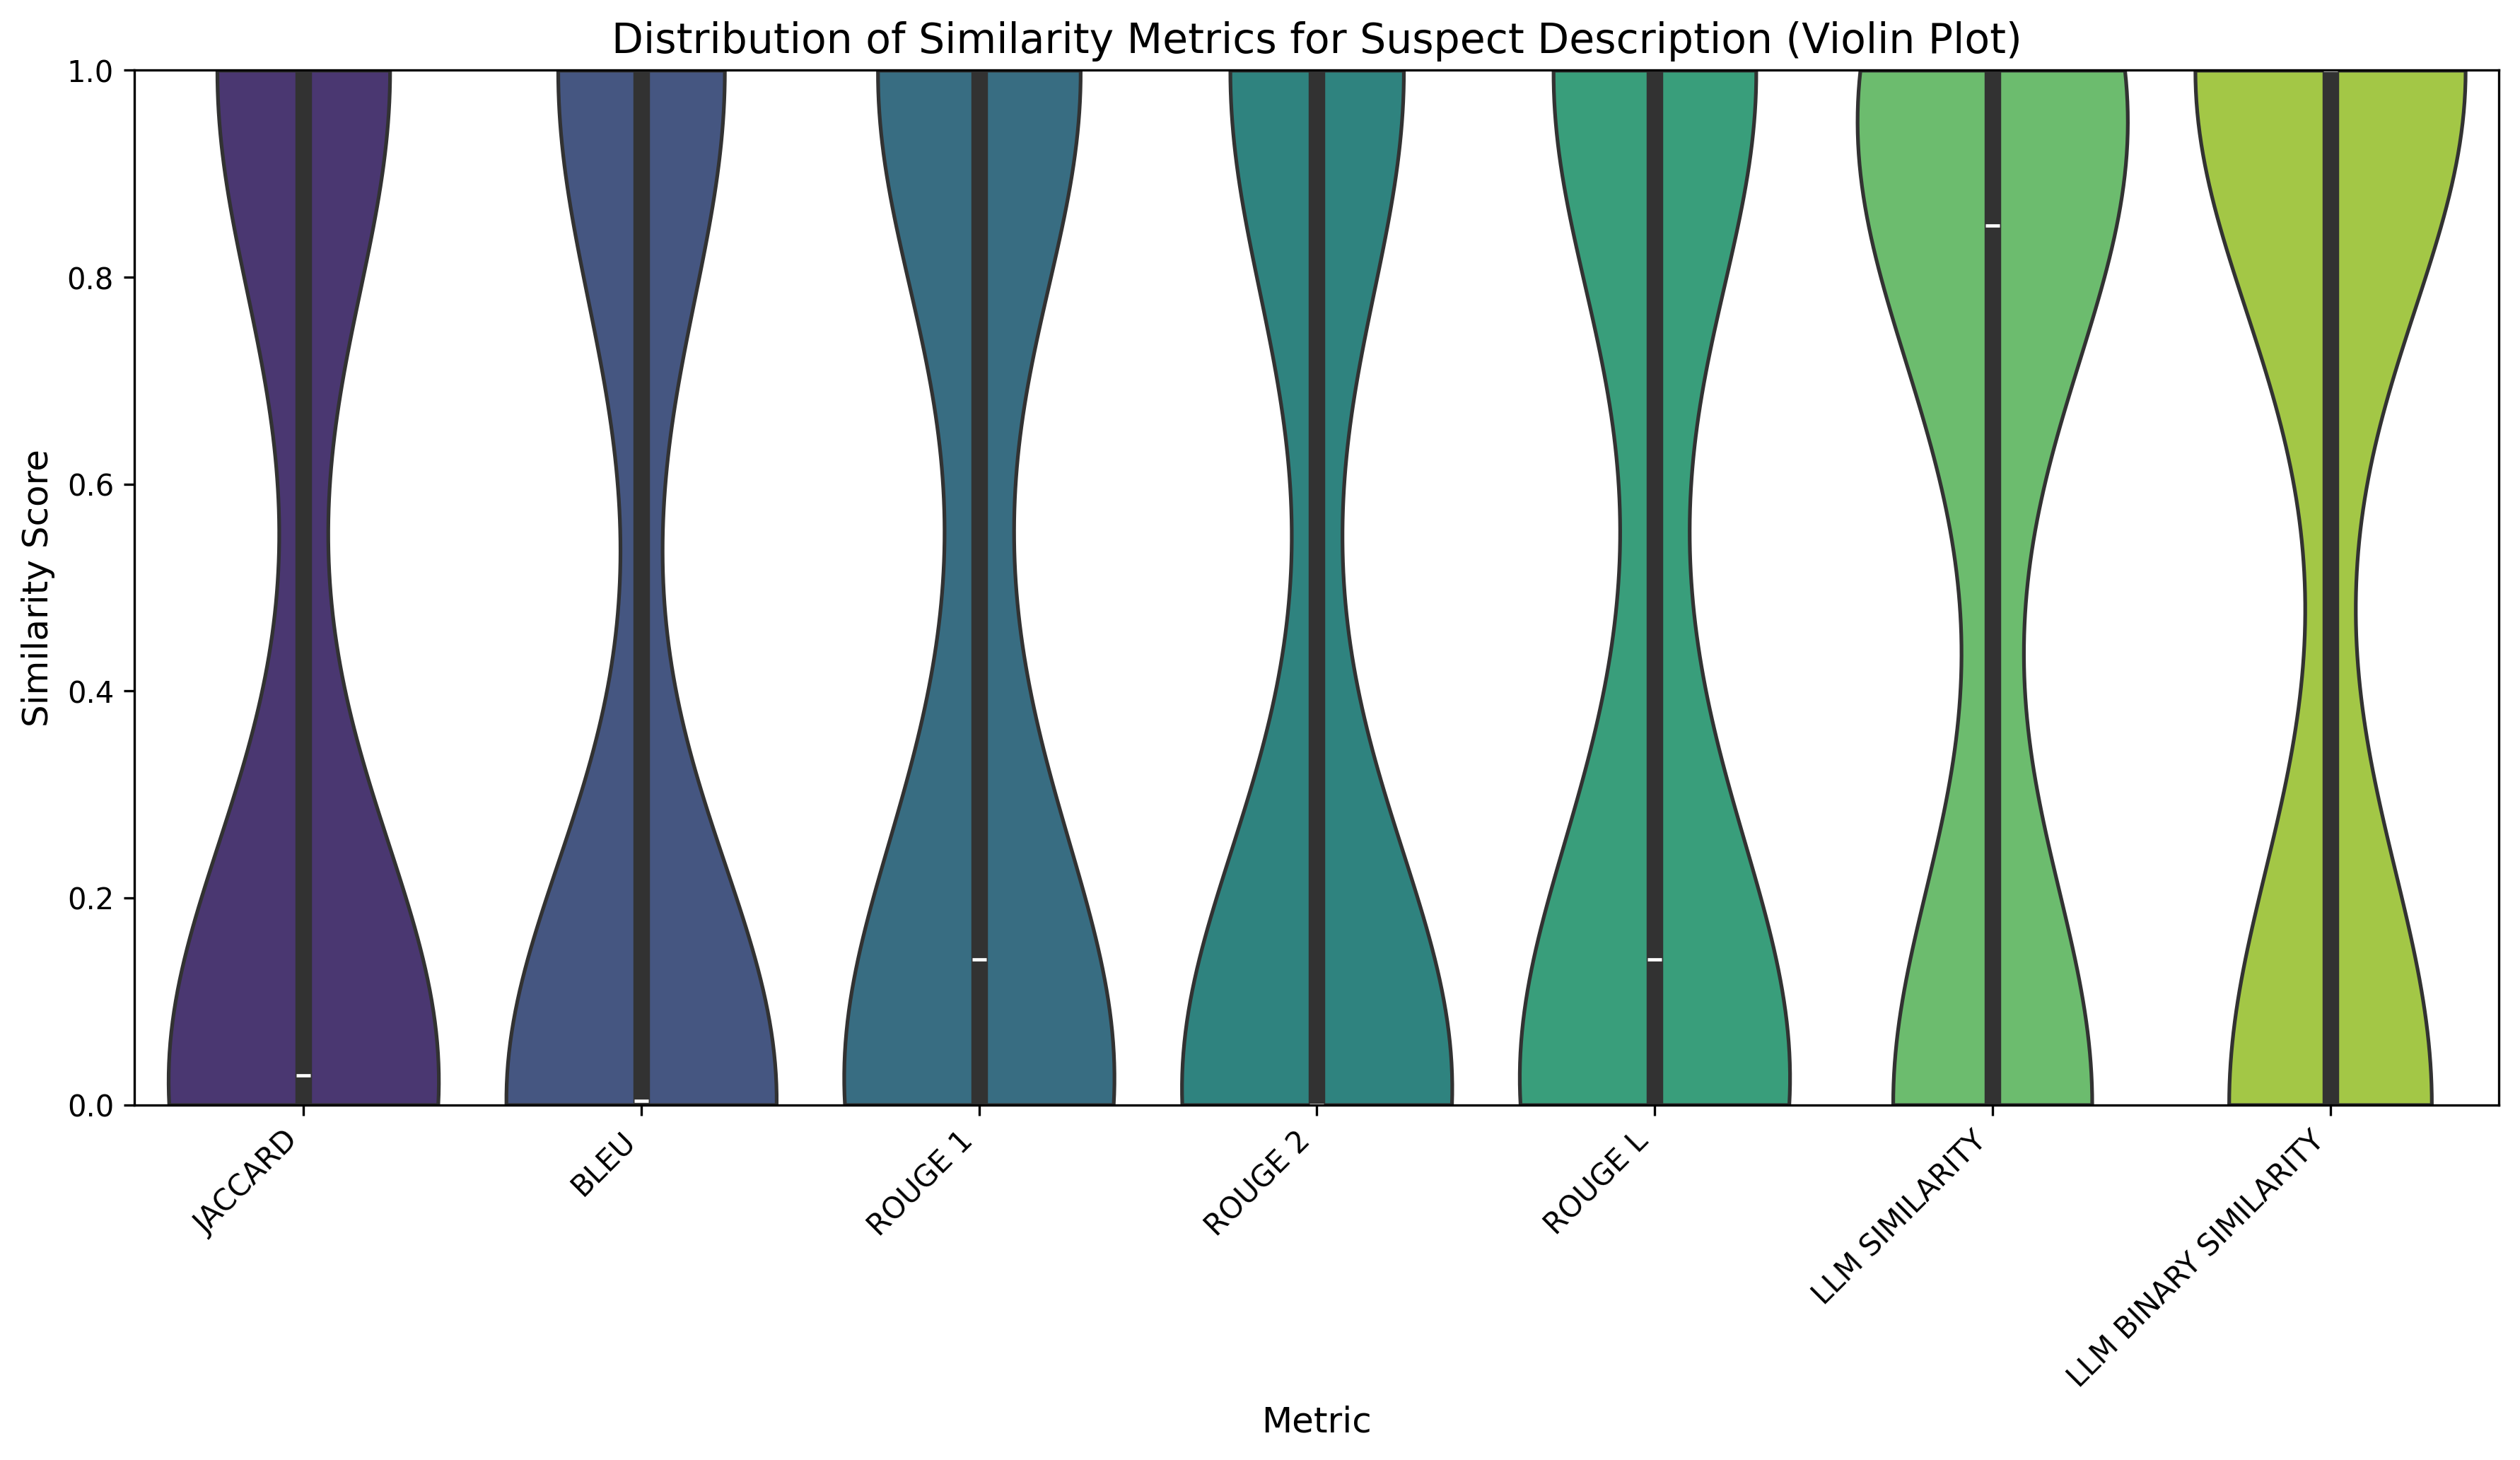 Distribution of Similarity Metrics for Suspect Description (Violin Plot)
1.0
0.8
0.6
0.4
0.2
0.0
Similarity Score
JACCARD
BLEU
ROUGE 1
ROUGE 2
ROUGE L
LLM SIMILARITY
LLM BINARY SIMILARITY
Metric